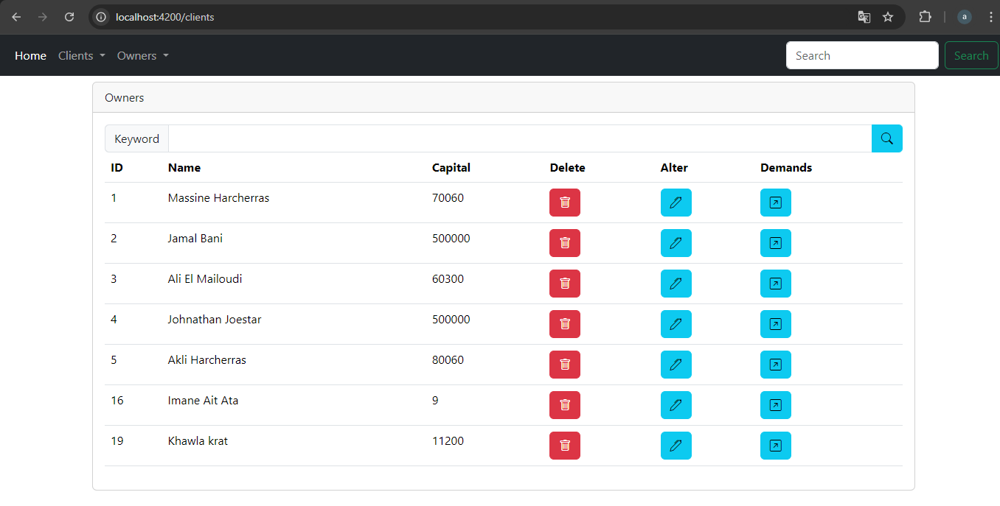 localhost:4200/clients
a
Home Clients Owners Search Search
Owners
Keyword
ID Name Capital Delete Alter Demands
1 Massine Harcherras 70060
2 Jamal Bani 500000
3 Ali El Mailoudi 60300
4 Johnathan Joestar 500000
5 Akli Harcherras 80060
16 Imane Ait Ata 9
19 Khawla krat 11200